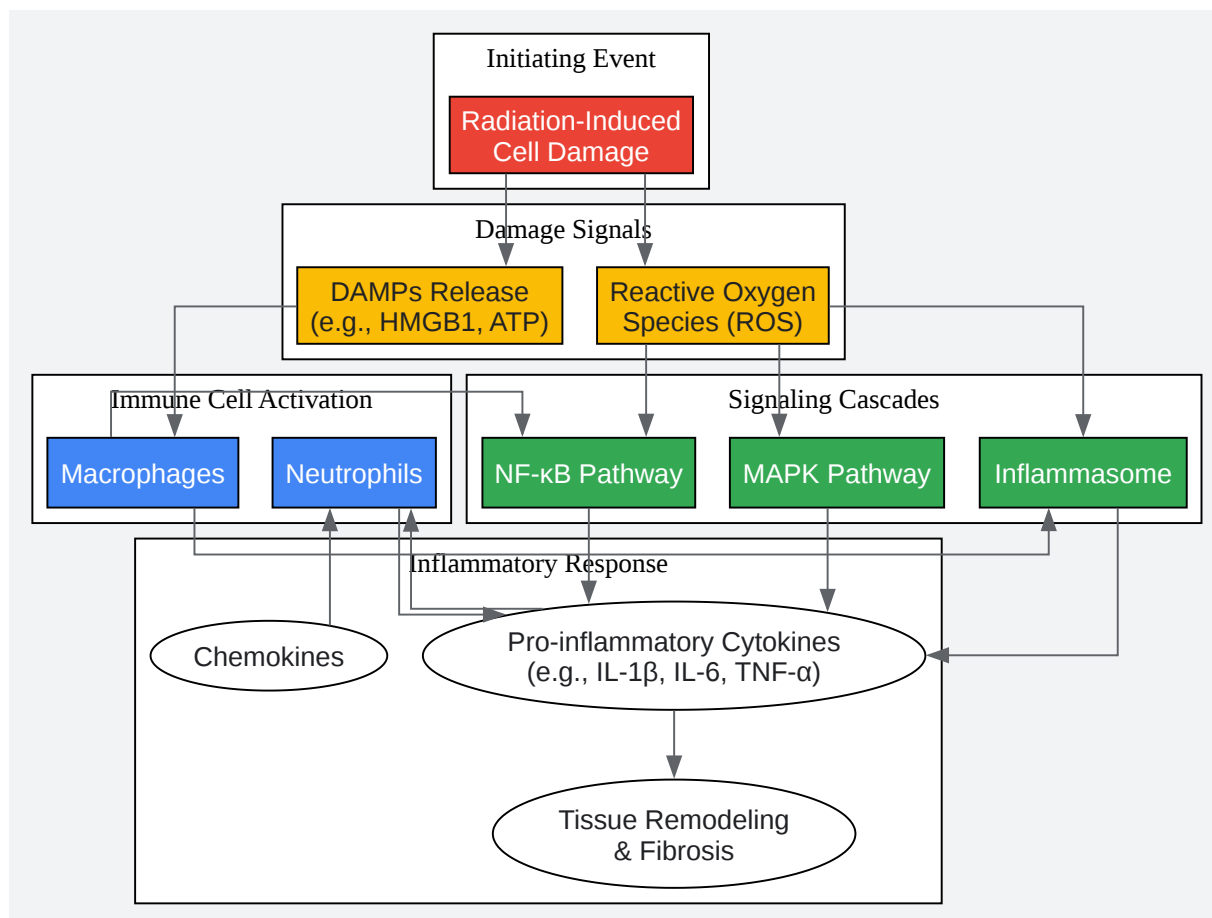 Initiating Event
Radiation-Induced
Cell Damage
Damage Signals
DAMPs Release
(e.g., HMGB1, ATP)
Reactive Oxygen
Species (ROS)
Immune Cell Activation
Signaling Cascades
Macrophages
Neutrophils
NF-κB Pathway
MAPK Pathway
Inflammasome
Inflammatory Response
Chemokines
Pro-inflammatory Cytokines
(e.g., IL-1β, IL-6, TNF-α)
Tissue Remodeling
& Fibrosis